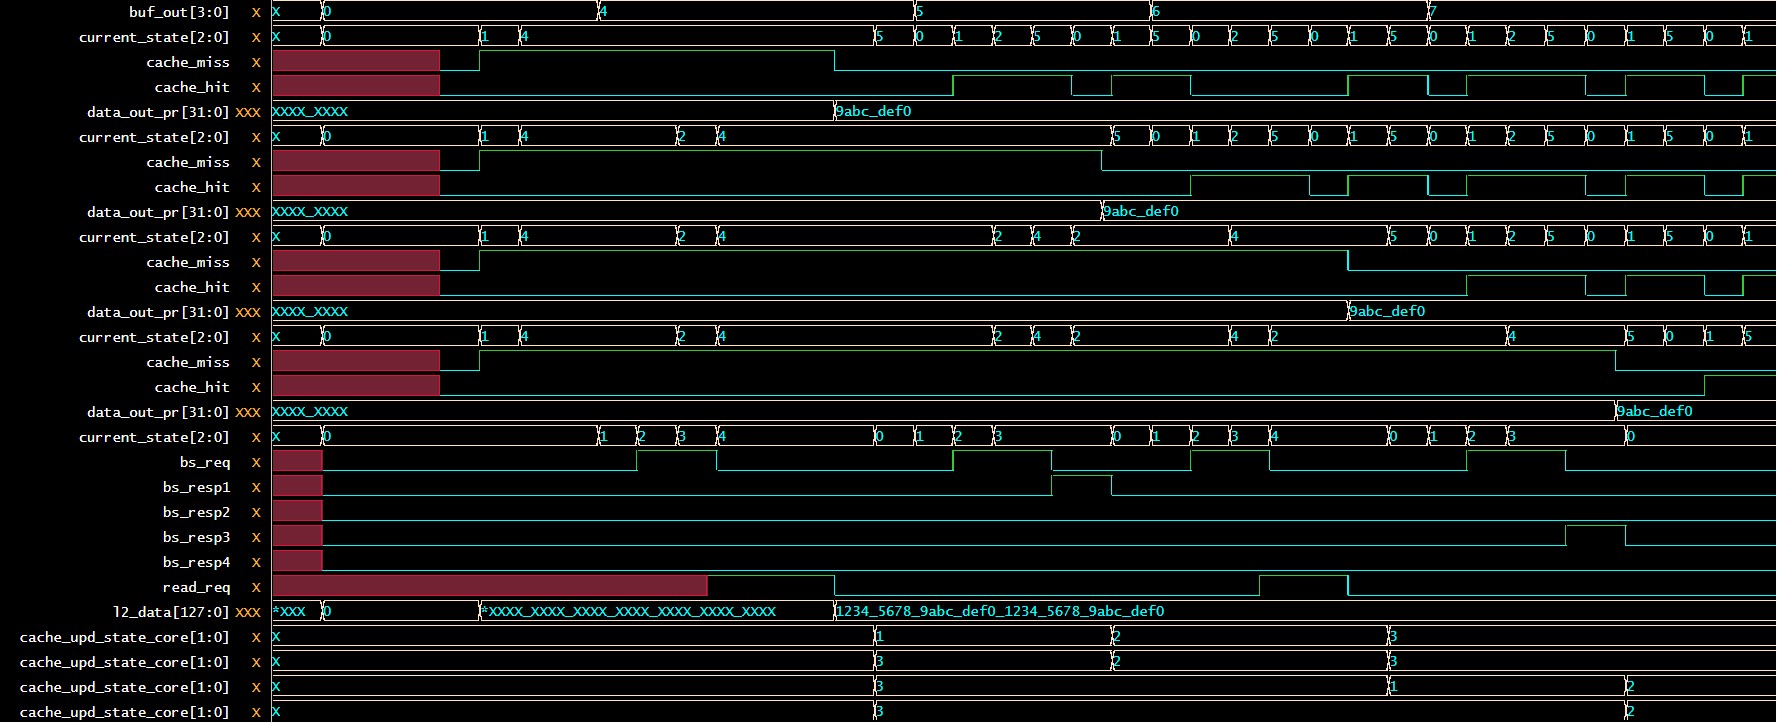 buf_out[3:0] X X 0 4 5 6 7
current_state[2:0] X X 0 1 4 5 0 1 2 5 0 1 5 0 2 5 0 1 5 0 1 2 5 0 1 5 0 1
cache_miss X
cache_hit X
data_out_pr[31:0] XXX XXXX_XXXX 9abc_def0
current_state[2:0] X X 0 1 4 2 4 5 0 1 2 5 0 1 5 0 1 2 5 0 1 5 0 1
cache_miss X
cache_hit X
data_out_pr[31:0] XXX XXXX_XXXX 9abc_def0
current_state[2:0] X X 0 1 4 2 4 2 4 2 4 5 0 1 2 5 0 1 5 0 1
cache_miss X
cache_hit X
data_out_pr[31:0] XXX XXXX_XXXX 9abc_def0
current_state[2:0] X X 0 1 4 2 4 2 4 2 4 2 4 5 0 1 5
cache_miss X
cache_hit X
data_out_pr[31:0] XXX XXXX_XXXX 9abc_def0
current_state[2:0] X X 0 1 2 3 4 0 1 2 3 0 1 2 3 4 0 1 2 3 0
bs_req X
bs_resp1 X
bs_resp2 X
bs_resp3 X
bs_resp4 X
read_req X
l2_data[127:0] XXX *XXX 0 *XXXX_XXXX_XXXX_XXXX_XXXX_XXXX_XXXX 1234_5678_9abc_def0_1234_5678_9abc_def0
cache_upd_state_core[1:0] X X 1 2 3
cache_upd_state_core[1:0] X X 3 2 3
cache_upd_state_core[1:0] X X 3 1 2
cache_upd_state_core[1:0] X X 3 2